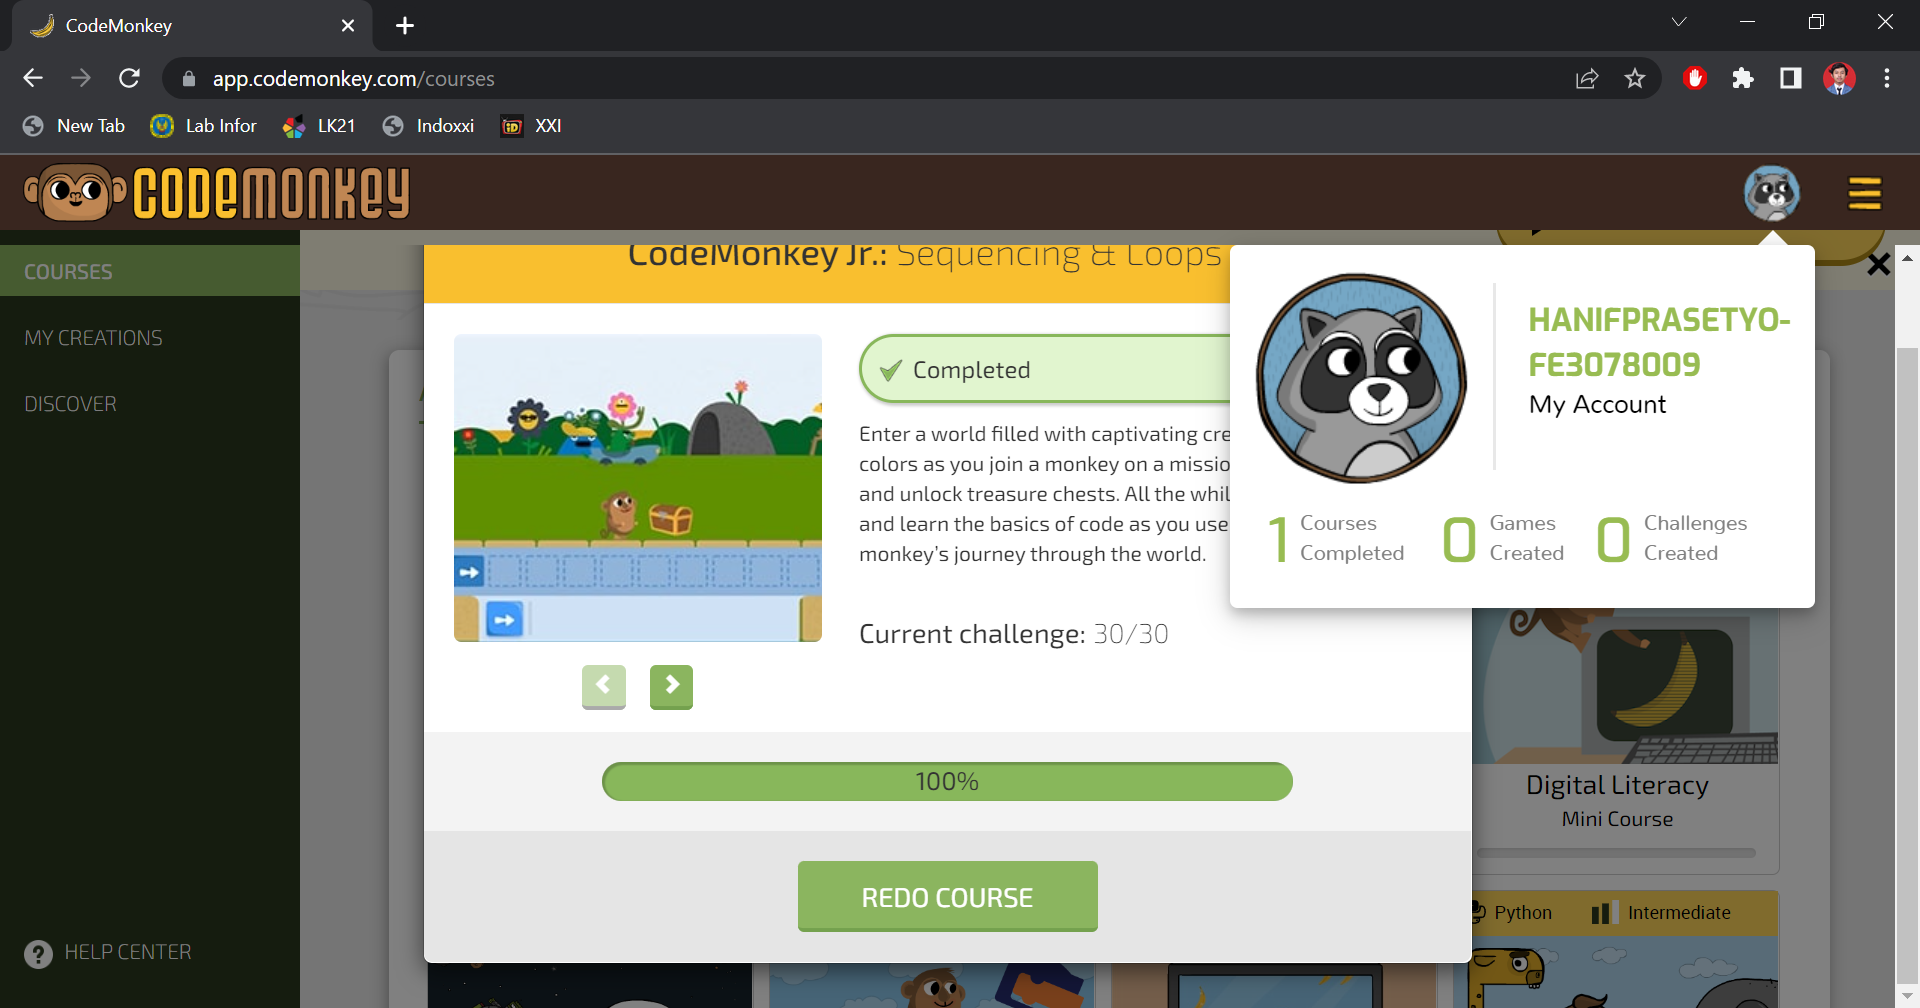 CodeMonkey
app.codemonkey.com/courses
New Tab
Lab Infor
LK21
Indoxxi
iD
XXI
CODEMONKEY
COURSES
MY CREATIONS
DISCOVER
HELP CENTER
CodeMonkey Jr.: Sequencing & Loops
Completed
Enter a world filled with captivating cre
colors as you join a monkey on a missio
and unlock treasure chests. All the whil
and learn the basics of code as you use
monkey's journey through the world.
Current challenge: 30/30
100%
REDO COURSE
HANIFPRASETYO-
FE3078009
My Account
1 Courses
Completed
0 Games
Created
0 Challenges
Created
Digital Literacy
Mini Course
Python
Intermediate